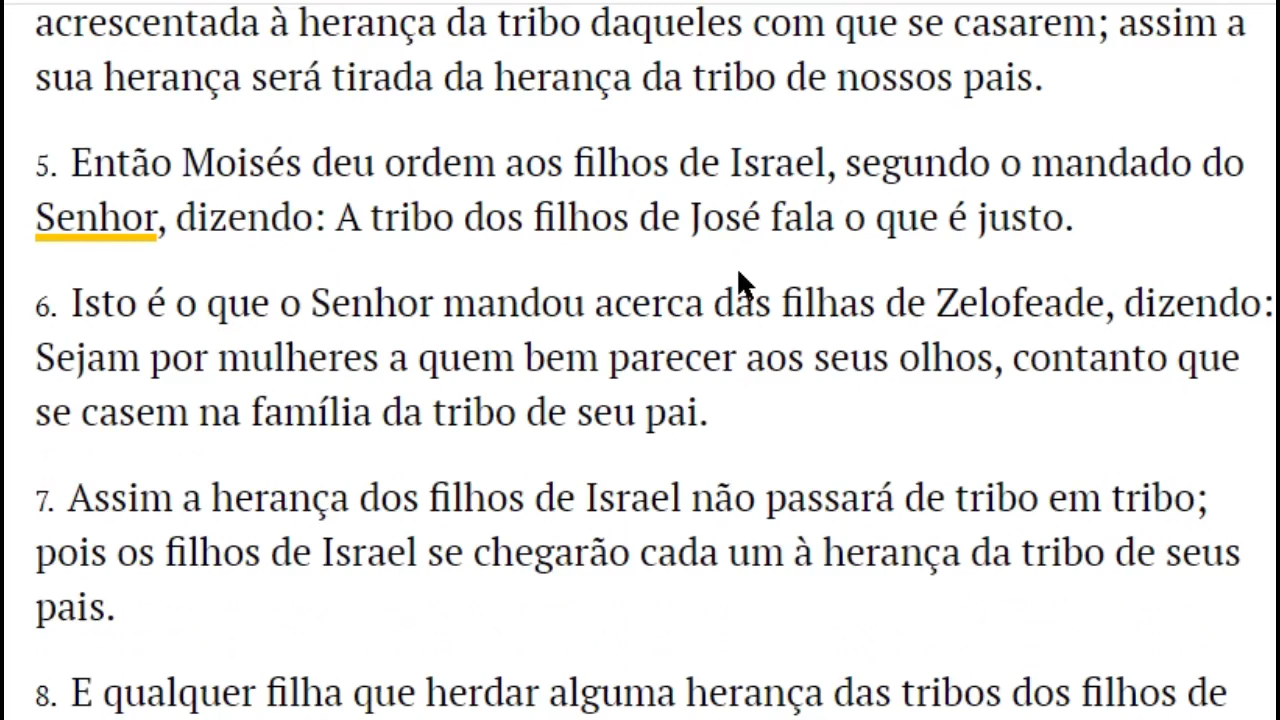 acrescentada à herança da tribo daqueles com que se casarem; assim a
sua herança será tirada da herança da tribo de nossos pais.
5. Então Moisés deu ordem aos filhos de Israel, segundo o mandado do
Senhor, dizendo: A tribo dos filhos de José fala o que é justo.
6. Isto é o que o Senhor mandou acerca das filhas de Zelofeade, dizendo:
Sejam por mulheres a quem bem parecer aos seus olhos, contanto que
se casem na família da tribo de seu pai.
7. Assim a herança dos filhos de Israel não passará de tribo em tribo;
pois os filhos de Israel se chegarão cada um à herança da tribo de seus
pais.
8. E qualquer filha que herdar alguma herança das tribos dos filhos de